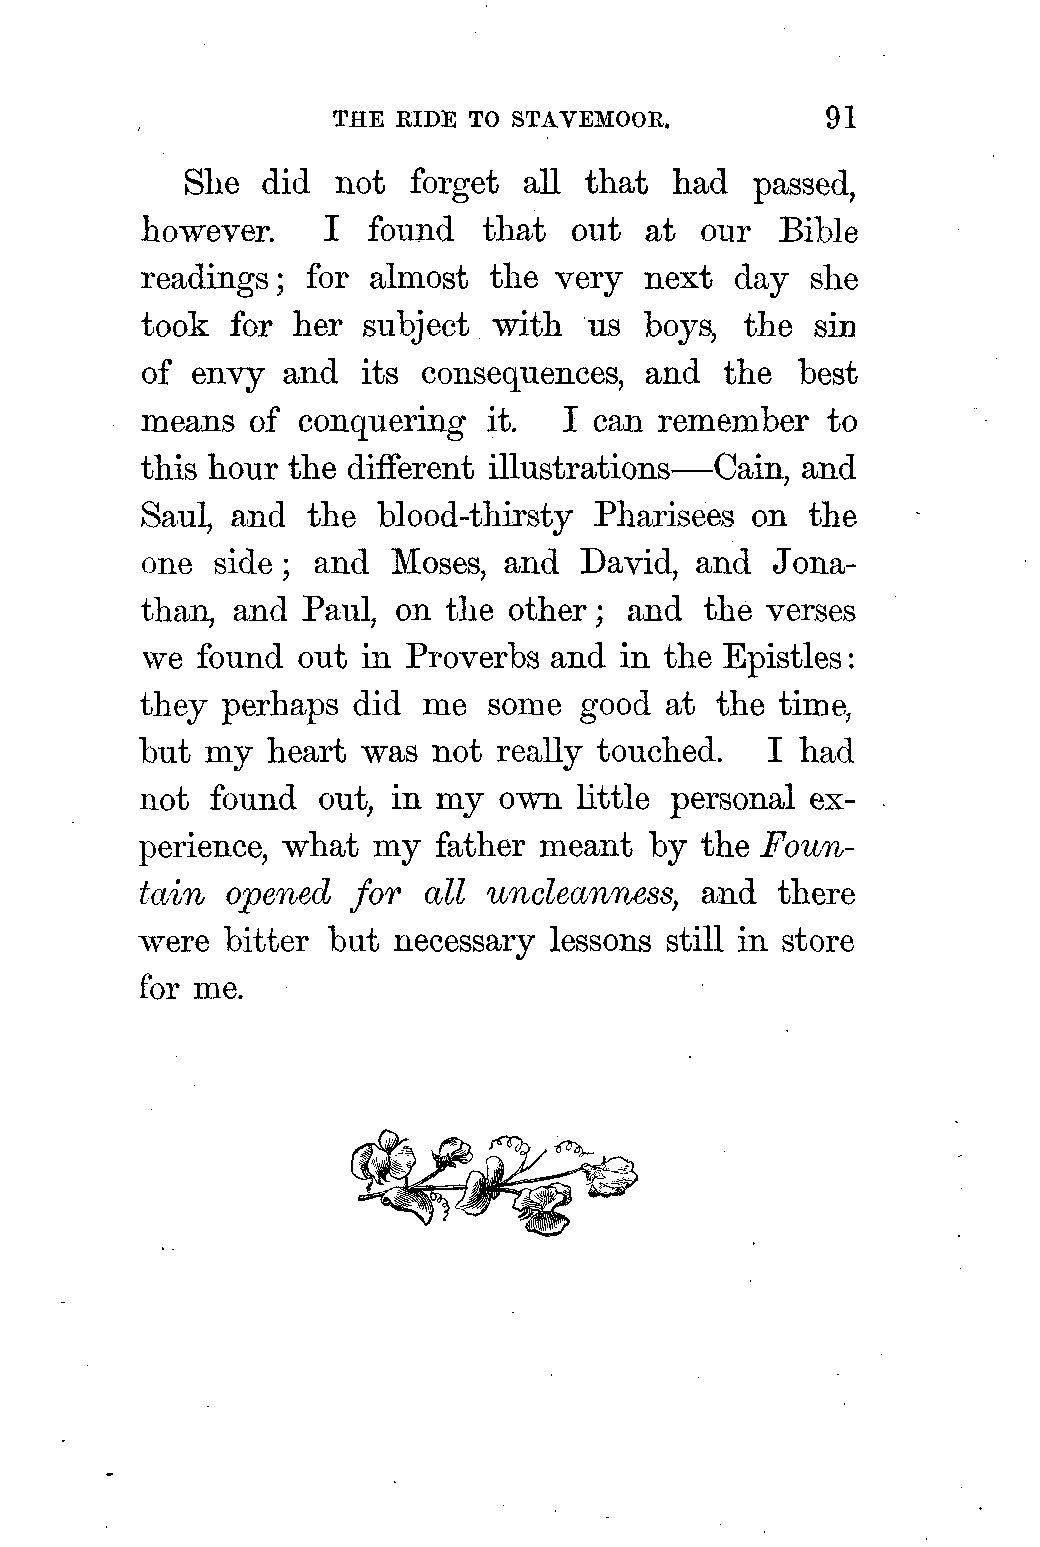 THE RIDE TO STAVEMOOR. 91
She did not forget all that had passed,
however. I found that out at our Bible
readings; for almost the very next day she
took for her subject with us boys, the sin
of envy and its consequences, and the best
means of conquering it. I can remember to
this hour the different illustrations—Cain, and
Saul, and the blood-thirsty Pharisees on the
one side; and Moses, and David, and Jona-
than, and Paul, on the other; and the verses
we found out in Proverbs and in the Epistles:
they perhaps did me some good at the time,
but my heart was not really touched. I had
not found out, in my own little personal ex-
perience, what my father meant by the Foun-
tain opened for all uncleanness, and there
were bitter but necessary lessons still in store
for me.